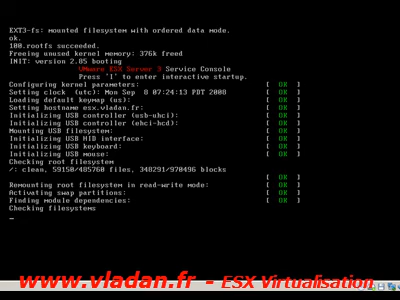 EXT3-fs: mounted filesystem with ordered data mode.
ok.
100.rootfs succeeded.
Freeing unused kernel memory: 376k freed
INIT: version 2.85 booting
VMware ESX Server 3 Service Console
Press 'I' to enter interactive startup.
Configuring kernel parameters: [ OK ]
Setting clock (utc): Mon Sep 8 07:24:13 PDT 2008 [ OK ]
Loading default keymap (us): [ OK ]
Setting hostname esx.vladan.fr: [ OK ]
Initializing USB controller (usb-uhci): [ OK ]
Initializing USB controller (ehci-hcd): [ OK ]
Mounting USB filesystem: [ OK ]
Initializing USB HID interface: [ OK ]
Initializing USB keyboard: [ OK ]
Initializing USB mouse: [ OK ]
Checking root filesystem
/: clean, 59150/485760 files, 348291/970496 blocks
[ OK ]
Remounting root filesystem in read-write mode: [ OK ]
Activating swap partitions: [ OK ]
Finding module dependencies: [ OK ]
Checking filesystems
www.vladan.fr - ESX Virtualisation